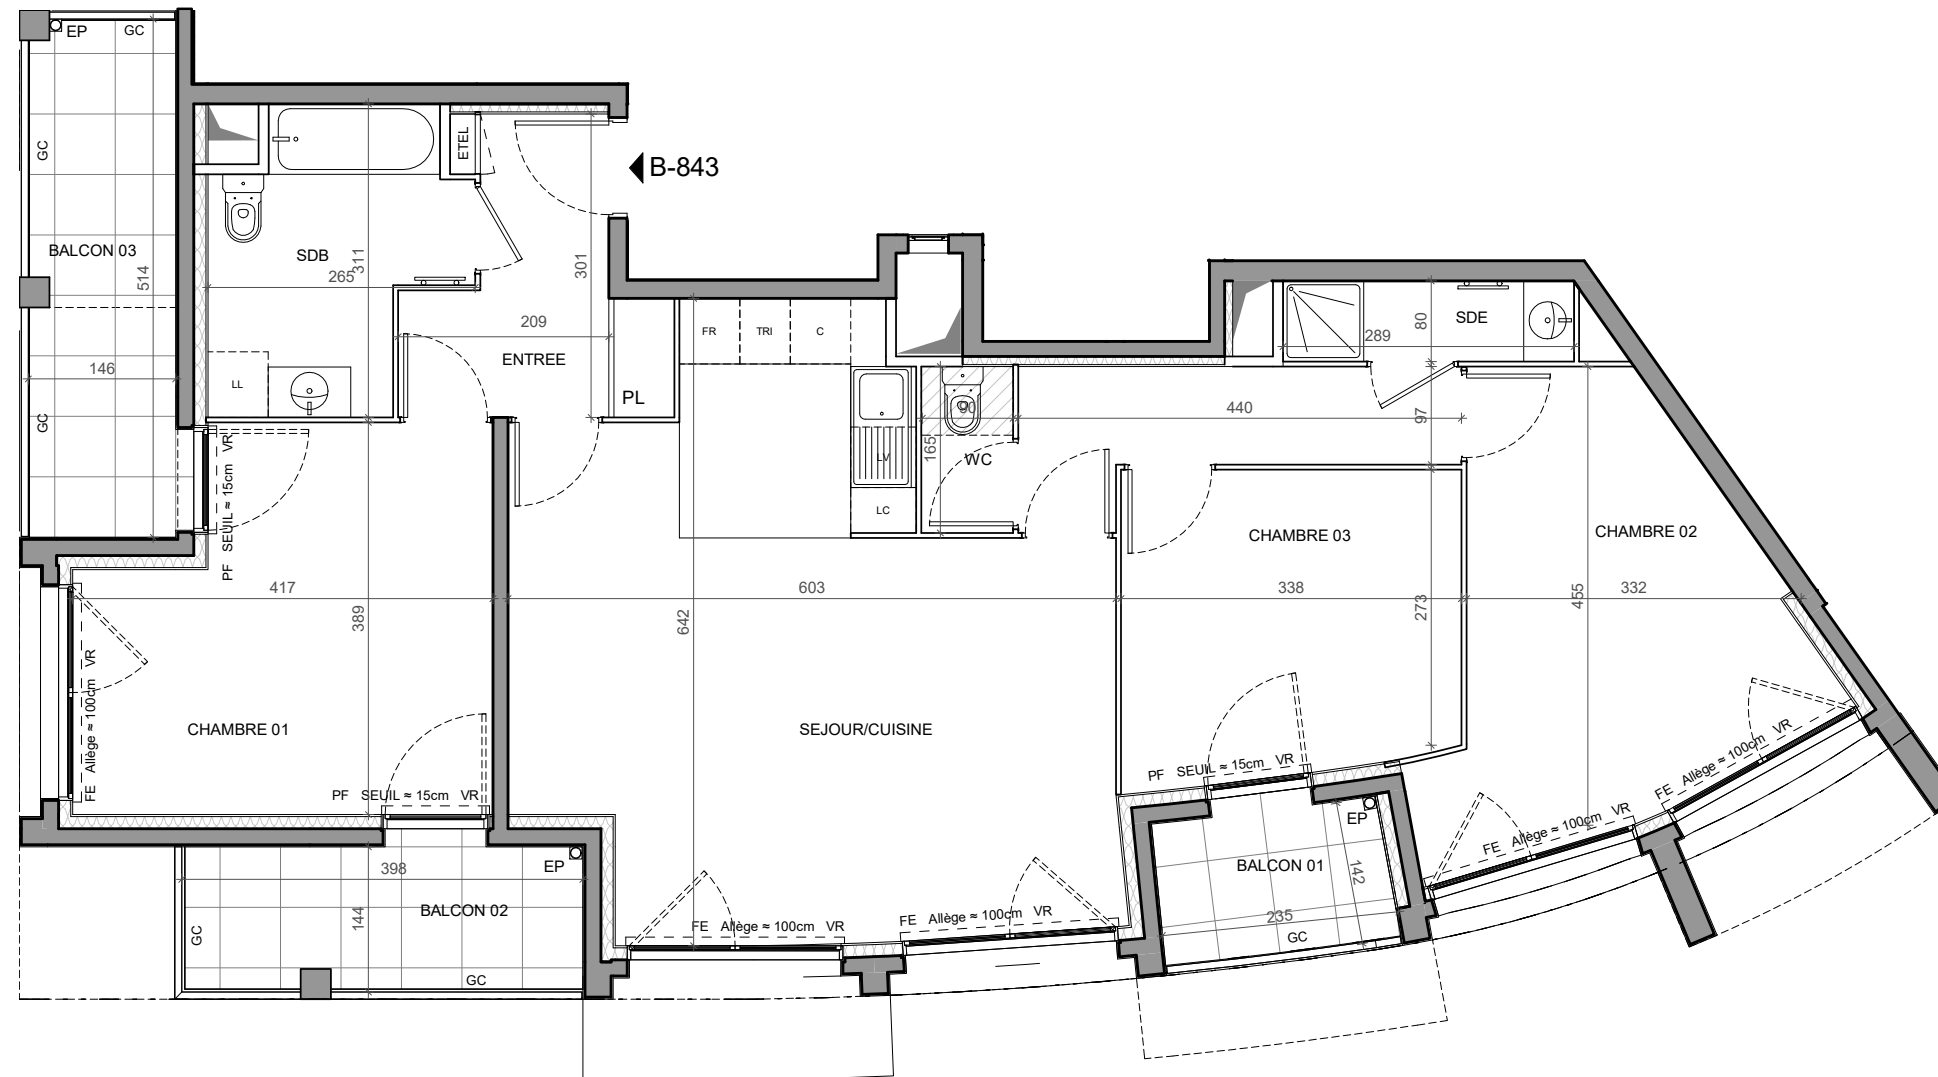 EP
GC
GC
BALCON 03
514
146
GC
SDB
265
311
LL
ETEL
B-843
301
209
ENTREE
PL
FR
TRI
C
LV
LC
90
165
WC
440
289
80
SDE
97
PF SEUIL ≈ 15cm VR
417
389
FE Allège ≈ 100cm VR
CHAMBRE 01
PF SEUIL ≈ 15cm VR
603
642
SEJOUR/CUISINE
CHAMBRE 03
338
273
CHAMBRE 02
455
332
PF SEUIL ≈ 15cm VR
FE Allège ≈ 100cm VR
FE Allège ≈ 100cm VR
EP
398
BALCON 02
144
GC
GC
FE Allège ≈ 100cm VR
FE Allège ≈ 100cm VR
EP
BALCON 01
142
235
GC